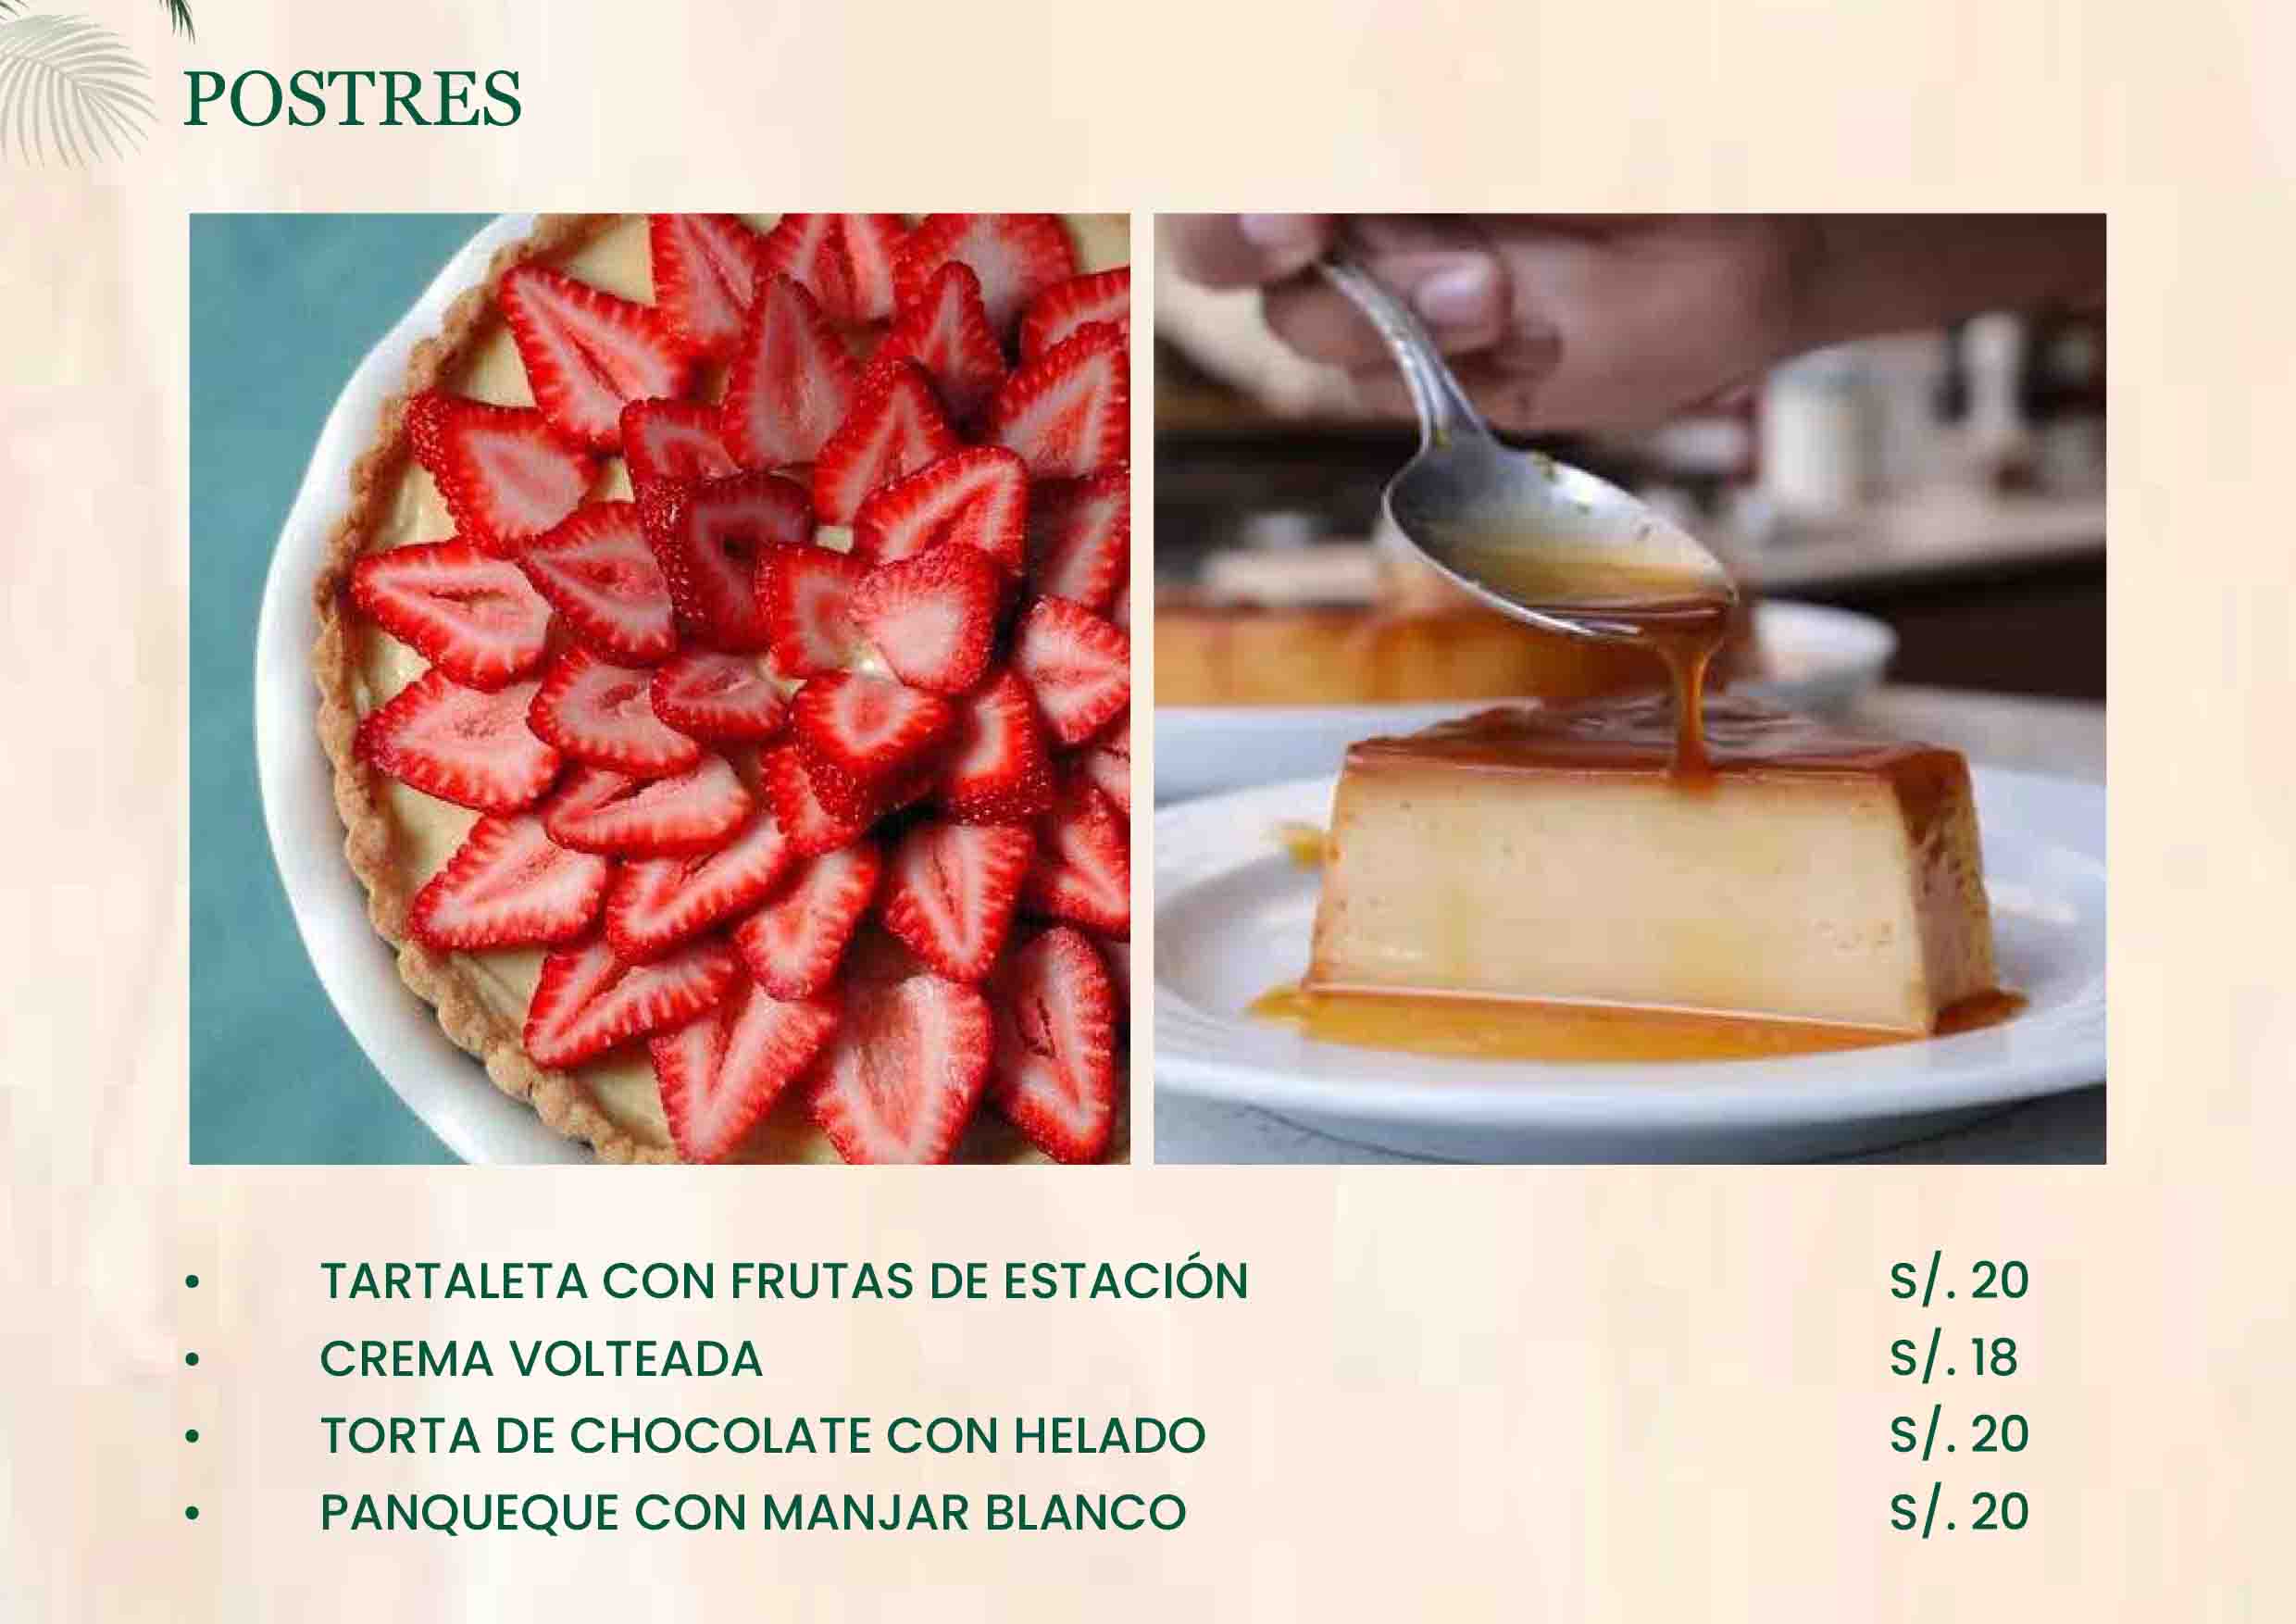 POSTRES
• TARTALETA CON FRUTAS DE ESTACIÓN S/. 20
• CREMA VOLTEADA S/. 18
• TORTA DE CHOCOLATE CON HELADO S/. 20
• PANQUEQUE CON MANJAR BLANCO S/. 20